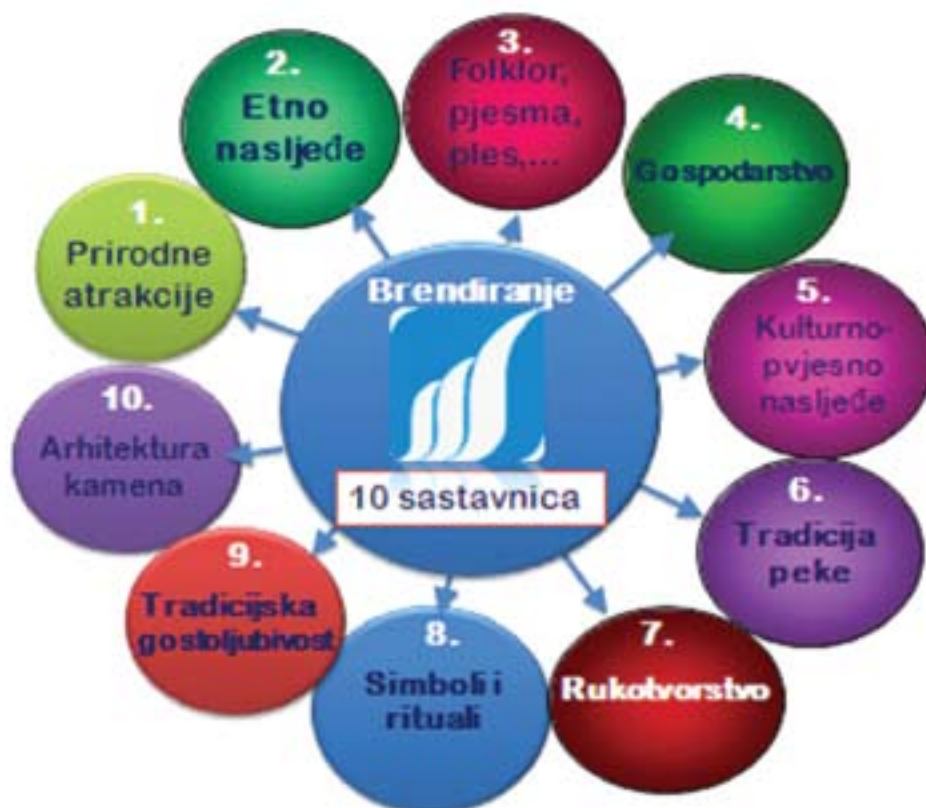 Brendiranje
10 sastavnica
1.
Prirodne
atrakcije
2.
Etno
nasljeđe
3.
Folklor,
pjesma,
ples,...
4.
Gospodarstvo
5.
Kulturno-
pvjesno
nasljeđe
6.
Tradicija
peke
7.
Rukotvorstvo
8.
Simboli i
rituali
9.
Tradicijska
gostoljubivost
10.
Arhitektura
kamena